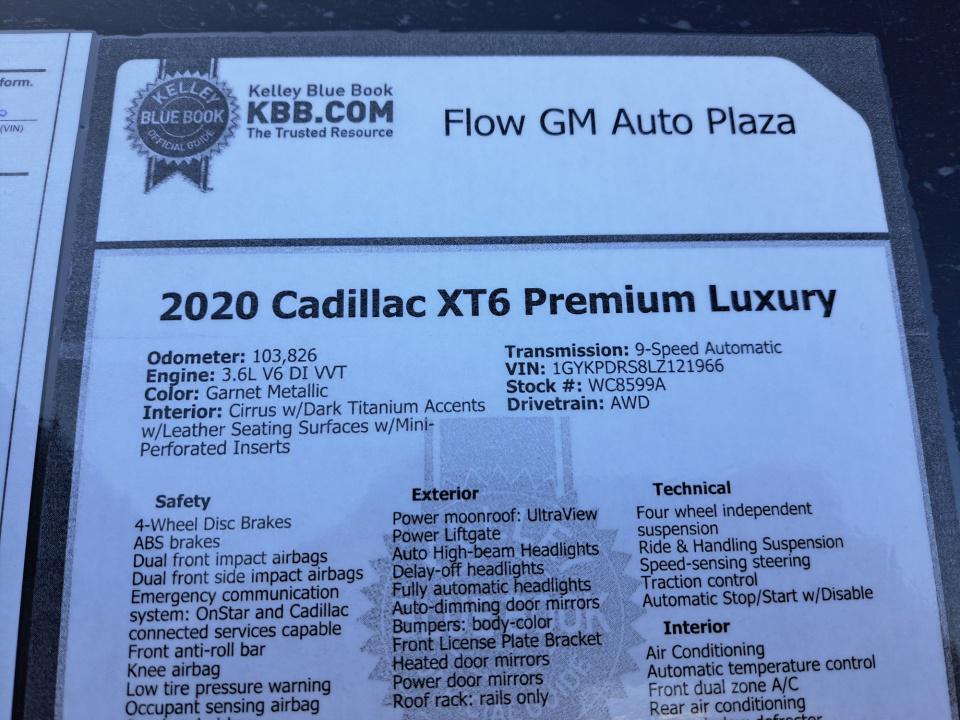 form.
(VIN)
KELLEY
BLUE BOOK
OFFICIAL GUIDE
Kelley Blue Book
KBB.COM
The Trusted Resource
Flow GM Auto Plaza
2020 Cadillac XT6 Premium Luxury
Odometer: 103,826
Engine: 3.6L V6 DI VVT
Color: Garnet Metallic
Interior: Cirrus w/Dark Titanium Accents
w/Leather Seating Surfaces w/Mini-
Perforated Inserts
Transmission: 9-Speed Automatic
VIN: 1GYKPDRS8LZ121966
Stock #: WC8599A
Drivetrain: AWD
Safety
4-Wheel Disc Brakes
ABS brakes
Dual front impact airbags
Dual front side impact airbags
Emergency communication
system: OnStar and Cadillac
connected services capable
Front anti-roll bar
Knee airbag
Low tire pressure warning
Occupant sensing airbag
Exterior
Power moonroof: UltraView
Power Liftgate
Auto High-beam Headlights
Delay-off headlights
Fully automatic headlights
Auto-dimming door mirrors
Bumpers: body-color
Front License Plate Bracket
Heated door mirrors
Power door mirrors
Roof rack: rails only
Technical
Four wheel independent
suspension
Ride & Handling Suspension
Speed-sensing steering
Traction control
Automatic Stop/Start w/Disable
Interior
Air Conditioning
Automatic temperature control
Front dual zone A/C
Rear air conditioning